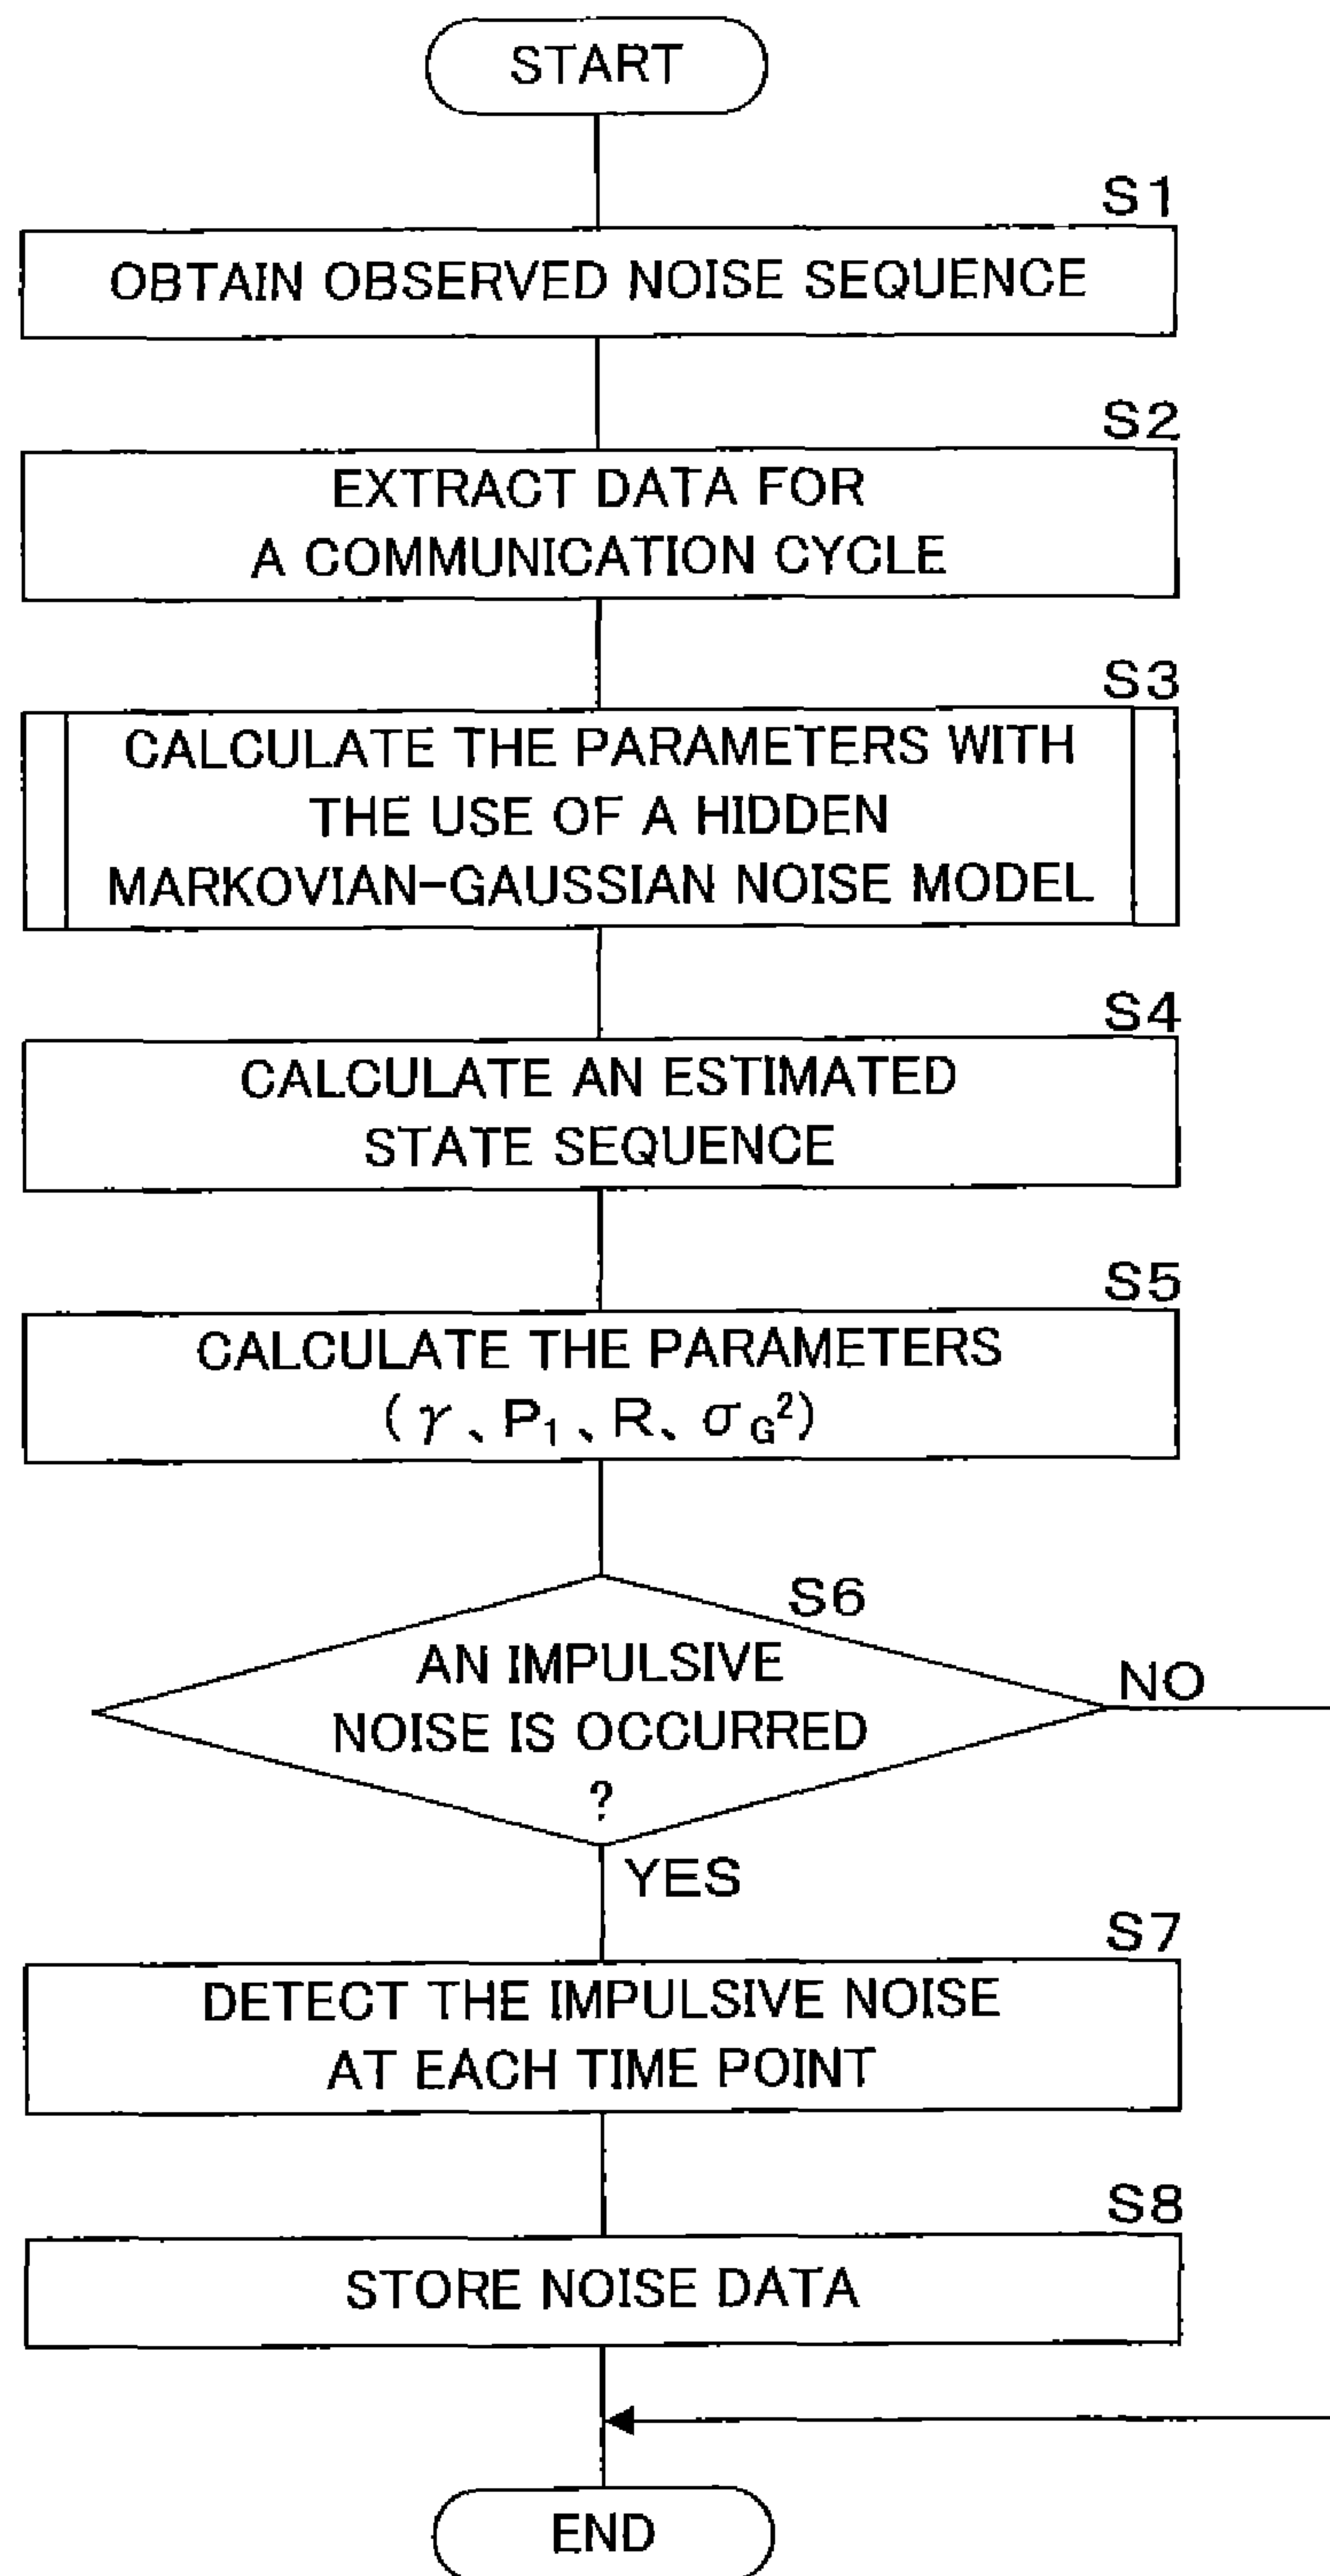 START
S1
OBTAIN OBSERVED NOISE SEQUENCE
S2
EXTRACT DATA FOR
A COMMUNICATION CYCLE
S3
CALCULATE THE PARAMETERS WITH
THE USE OF A HIDDEN
MARKOVIAN-GAUSSIAN NOISE MODEL
S4
CALCULATE AN ESTIMATED
STATE SEQUENCE
S5
CALCULATE THE PARAMETERS
(γ、P₁、R、σ_G²)
S6
AN IMPULSIVE
NOISE IS OCCURRED
?
NO
YES
S7
DETECT THE IMPULSIVE NOISE
AT EACH TIME POINT
S8
STORE NOISE DATA
END